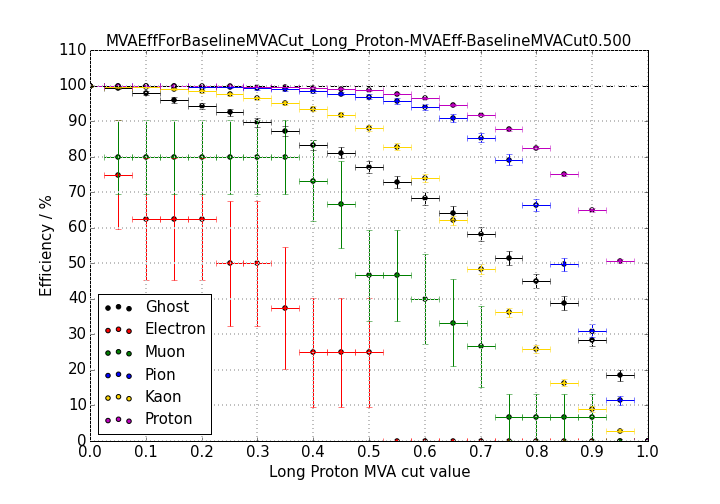 MVAEffForBaselineMVACut_Long_Proton-MVAEff-BaselineMVACut0.500
110
100
90
80
70
60
50
40
30
20
10
0
Efficiency / %
Ghost
Electron
Muon
Pion
Kaon
Proton
0.0 0.1 0.2 0.3 0.4 0.5 0.6 0.7 0.8 0.9 1.0
Long Proton MVA cut value